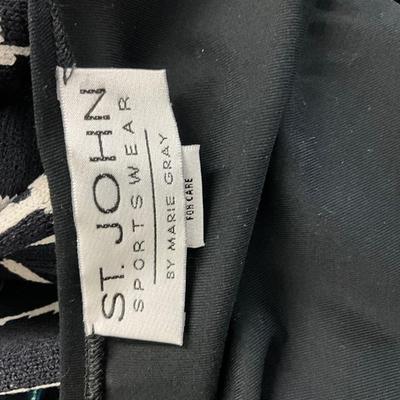 ST. JOHN
SPORTSWEAR
BY MARIE GRAY
FOR CARE